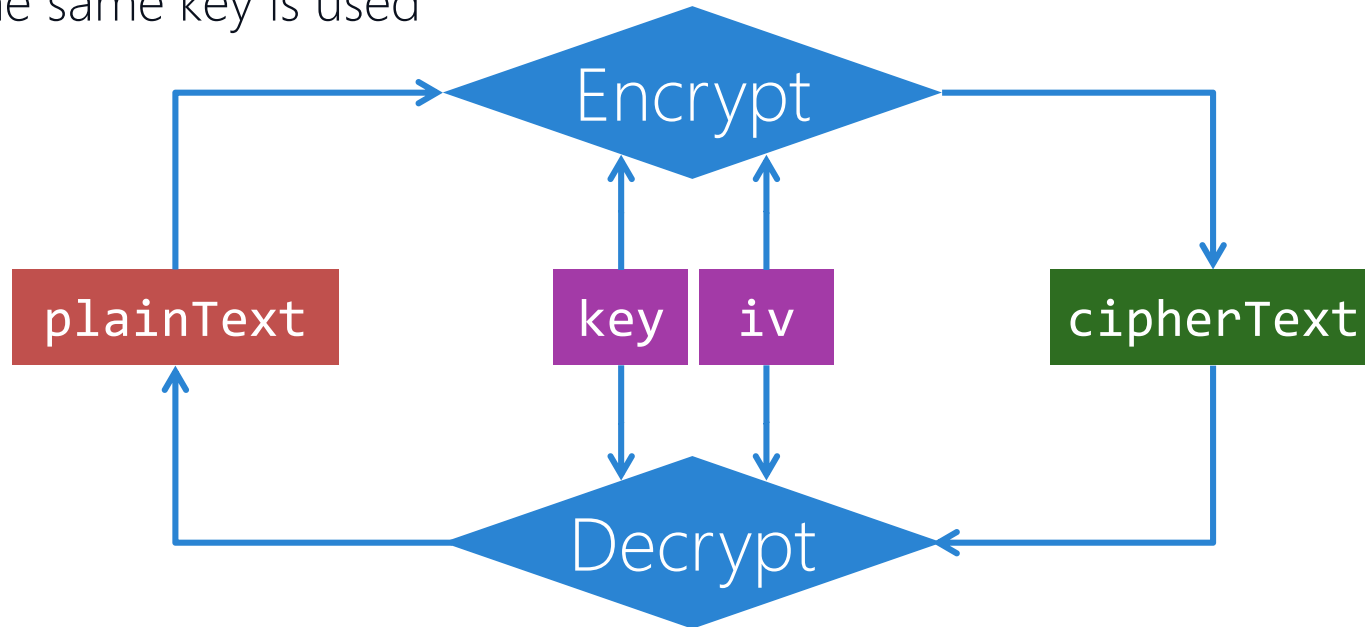 same key is used
Encrypt
plainText
key
iv
cipherText
Decrypt